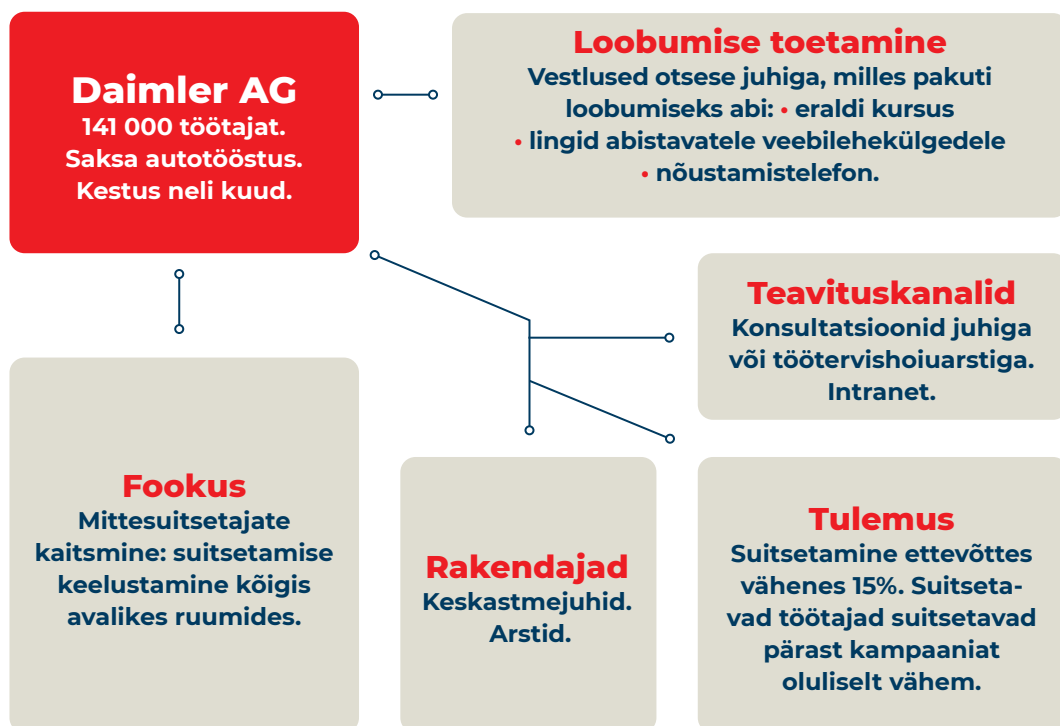 Daimler AG
141 000 töötajat.
Saksa autotööstus.
Kestus neli kuud.
Loobumise toetamine
Vestlused otsese juhiga, milles pakuti
loobumiseks abi: • eraldi kursus
• lingid abistavatele veebilehekülgedele
• nõustamistelefon.
Teavituskanalid
Konsultatsioonid juhiga
või töötervishoiuarstiga.
Intranet.
Fookus
Mittesuitsetajate
kaitsmine: suitsetamise
keelustamine kõigis
avalikes ruumides.
Rakendajad
Keskastmejuhid.
Arstid.
Tulemus
Suitsetamine ettevõttes
vähenes 15%. Suitseta-
vad töötajad suitsetavad
pärast kampaaniat
oluliselt vähem.